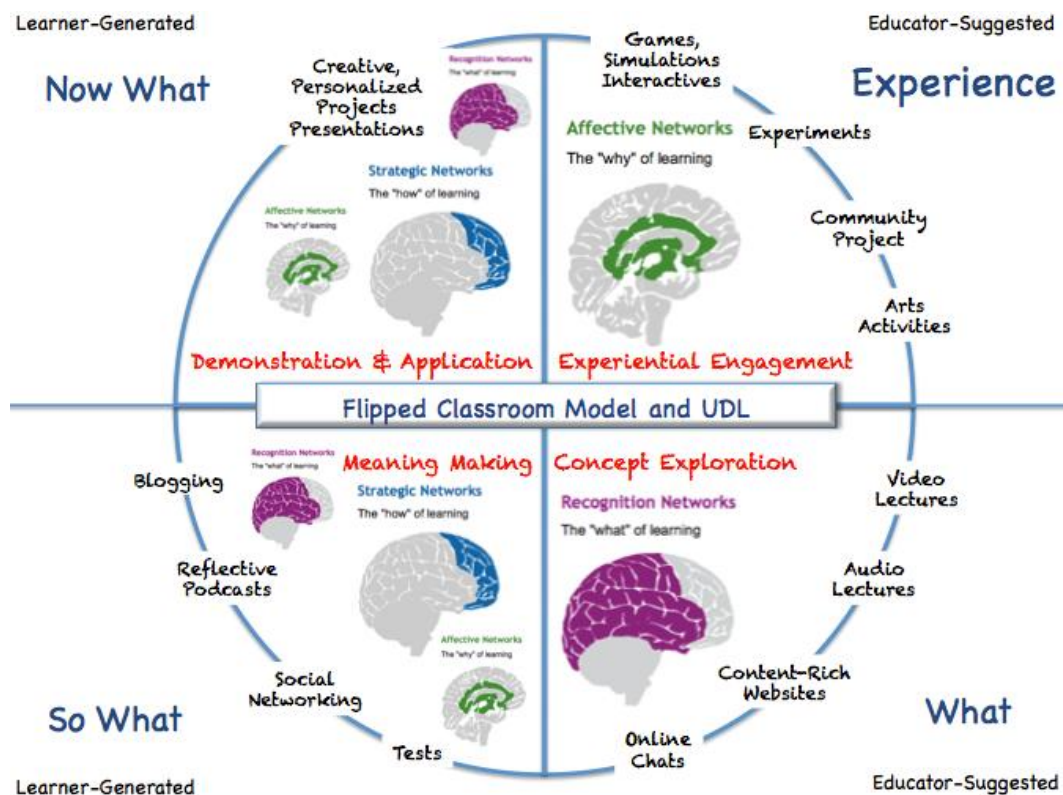 Learner-Generated
Educator-Suggested
Now What
Experience
Creative,
Personalized
Projects
Presentations
Recognition Networks
The "what" of learning
Strategic Networks
The "how" of learning
Affective Networks
The "why" of learning
Demonstration & Application
Games,
Simulations
Interactives
Affective Networks
The "why" of learning
Experiments
Community
Project
Arts
Activities
Experiential Engagement
Flipped Classroom Model and UDL
Recognition Networks
The "what" of learning
Meaning Making
Strategic Networks
The "how" of learning
Blogging
Reflective
Podcasts
Affective Networks
The "why" of learning
Social
Networking
Tests
So What
Learner-Generated
Concept Exploration
Recognition Networks
The "what" of learning
Video
Lectures
Audio
Lectures
Content-Rich
Websites
Online
Chats
What
Educator-Suggested